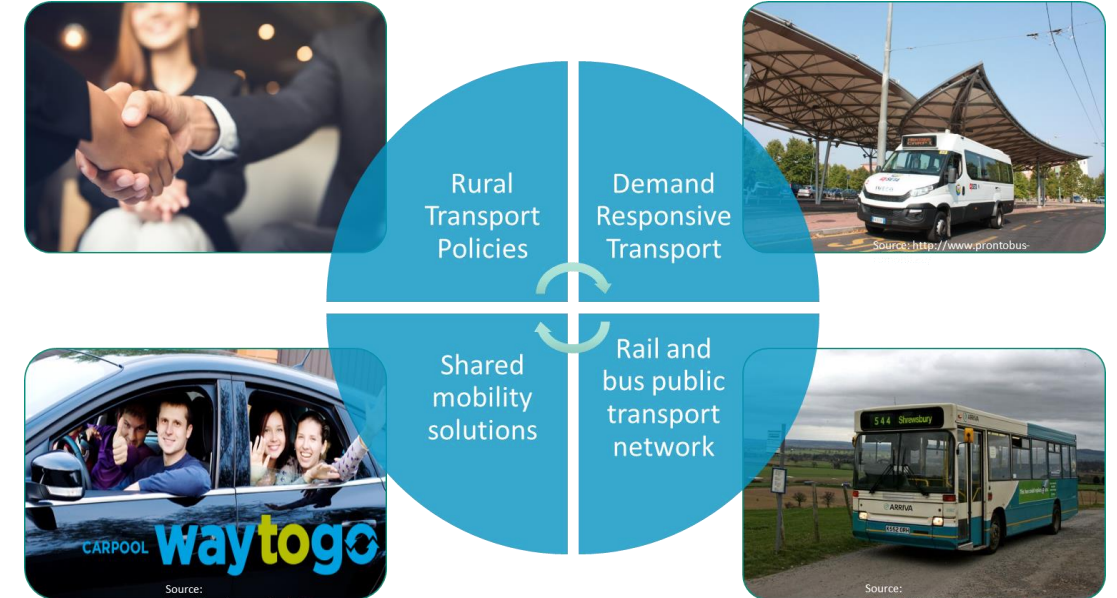 Rural
Transport
Policies
Demand
Responsive
Transport
Source: http://www.prontobus-
Shared
mobility
solutions
Rail and
bus public
transport
network
CARPOOL waytogo
Source:
544 Shrewsbury
ARRIVA
Source: